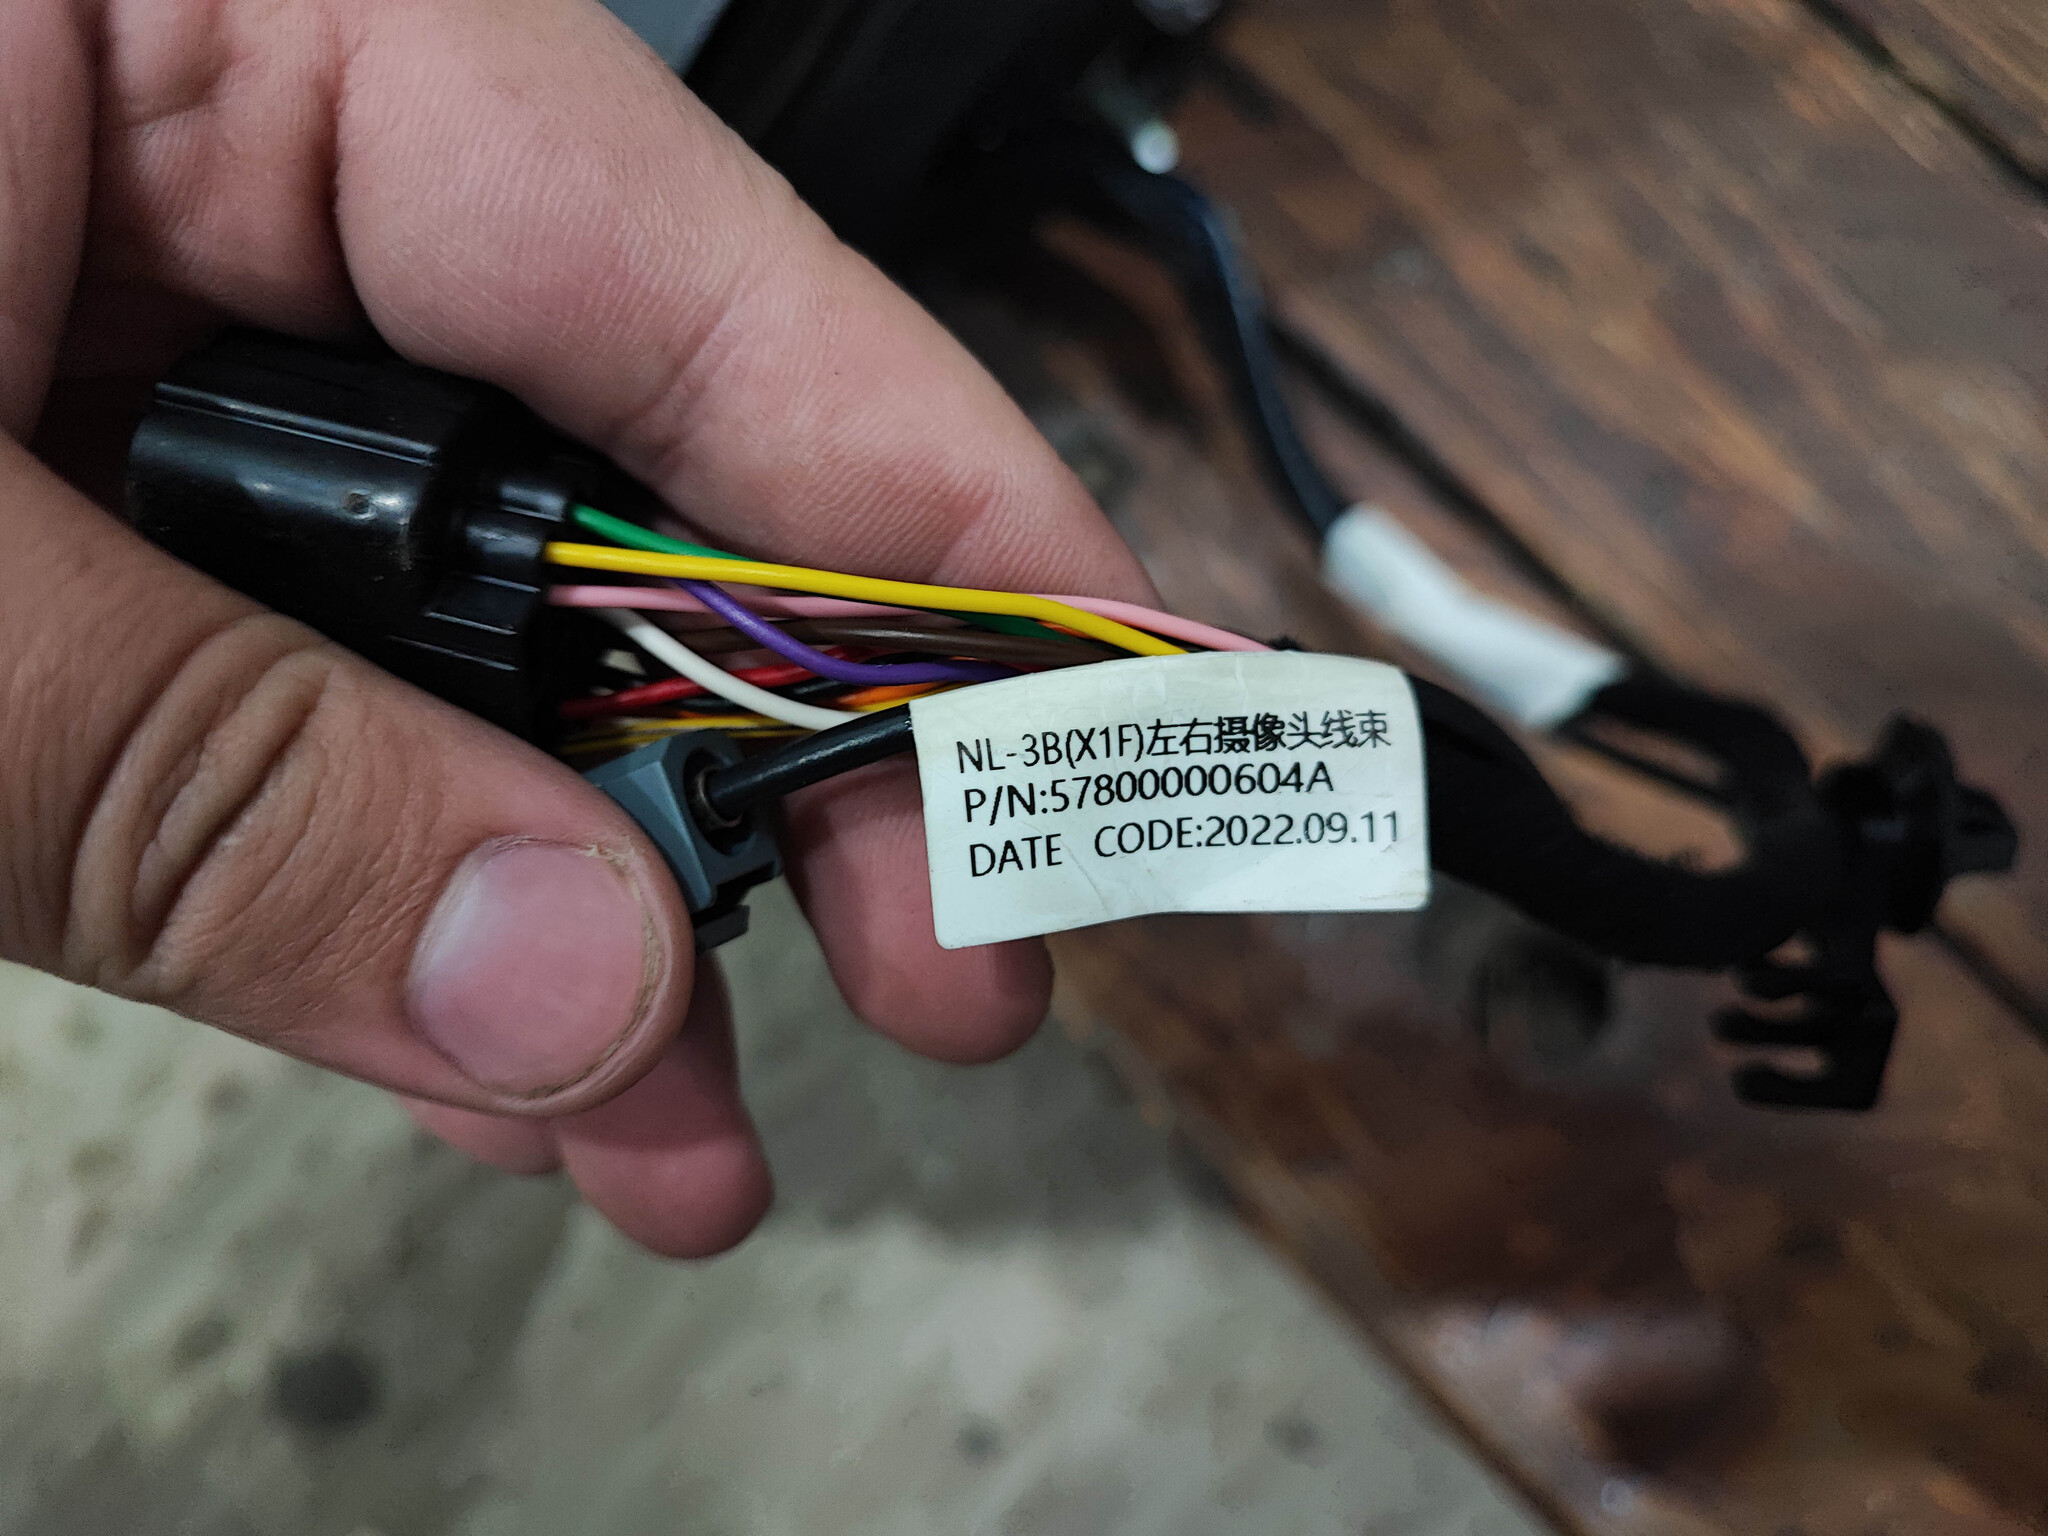 NL-3B(X1F)左右摄像头线束
P/N:57800000604A
DATE CODE:2022.09.11